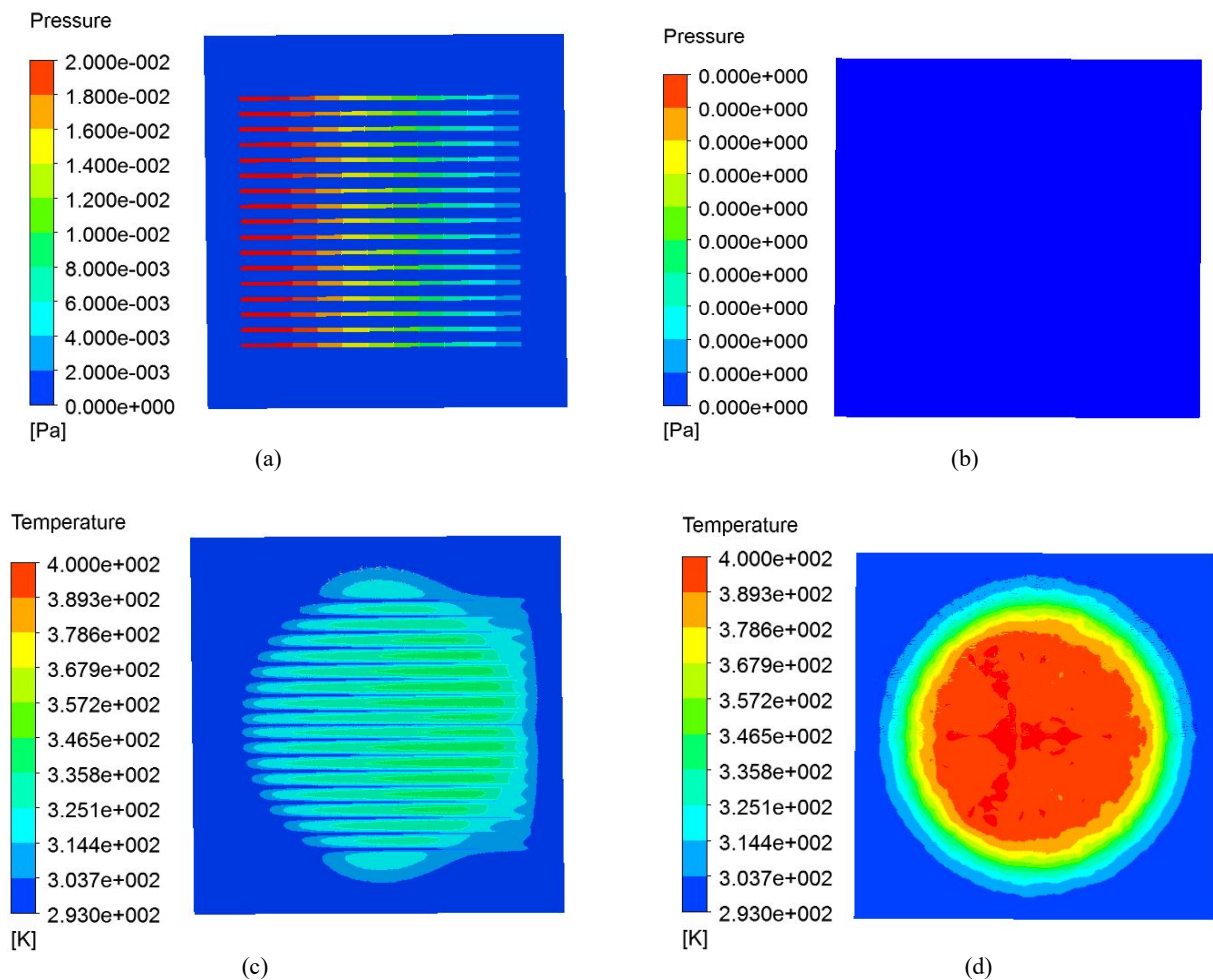 Pressure
2.000e-002
1.800e-002
1.600e-002
1.400e-002
1.200e-002
1.000e-002
8.000e-003
6.000e-003
4.000e-003
2.000e-003
0.000e+000
[Pa]
(a)
Pressure
0.000e+000
0.000e+000
0.000e+000
0.000e+000
0.000e+000
0.000e+000
0.000e+000
0.000e+000
0.000e+000
0.000e+000
0.000e+000
[Pa]
(b)
Temperature
4.000e+002
3.893e+002
3.786e+002
3.679e+002
3.572e+002
3.465e+002
3.358e+002
3.251e+002
3.144e+002
3.037e+002
2.930e+002
[K]
(c)
Temperature
4.000e+002
3.893e+002
3.786e+002
3.679e+002
3.572e+002
3.465e+002
3.358e+002
3.251e+002
3.144e+002
3.037e+002
2.930e+002
[K]
(d)